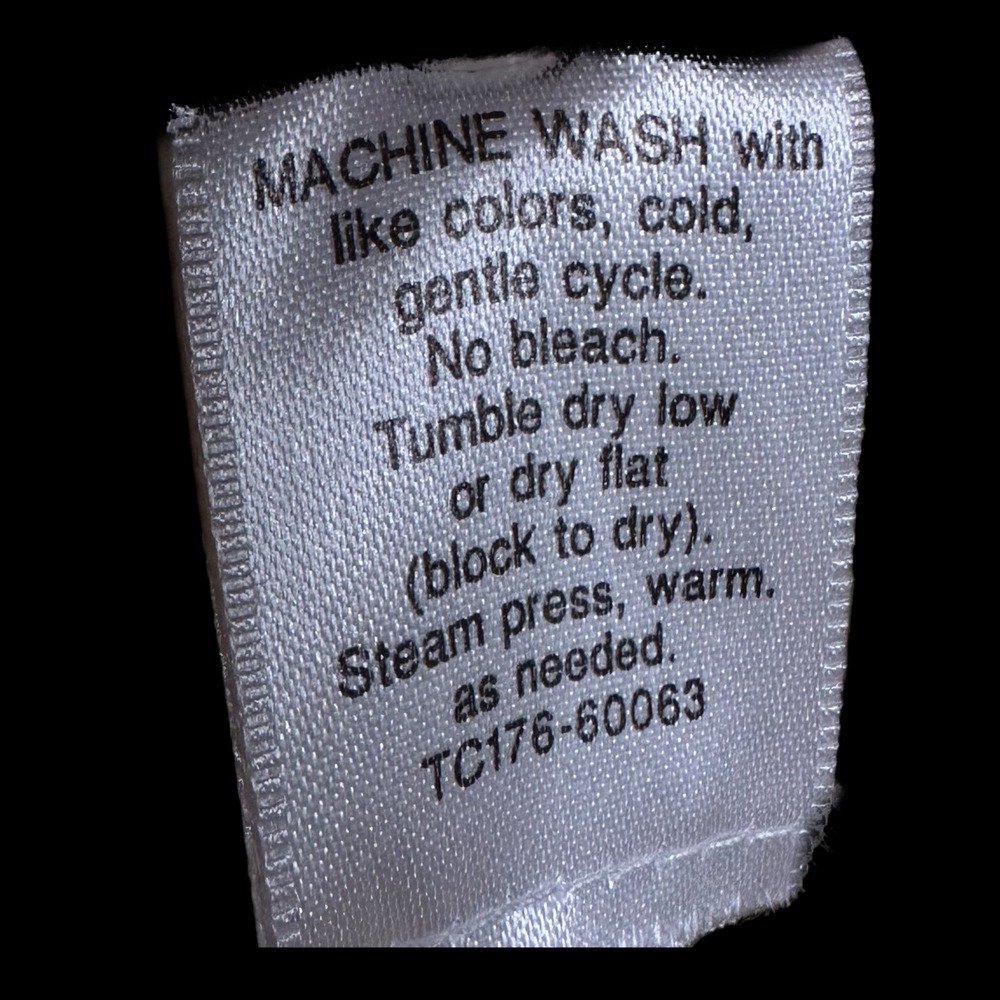 MACHINE WASH with
like colors, cold,
gentle cycle.
No bleach.
Tumble dry low
or dry flat
(block to dry).
Steam press, warm.
as needed.
TC176-60063